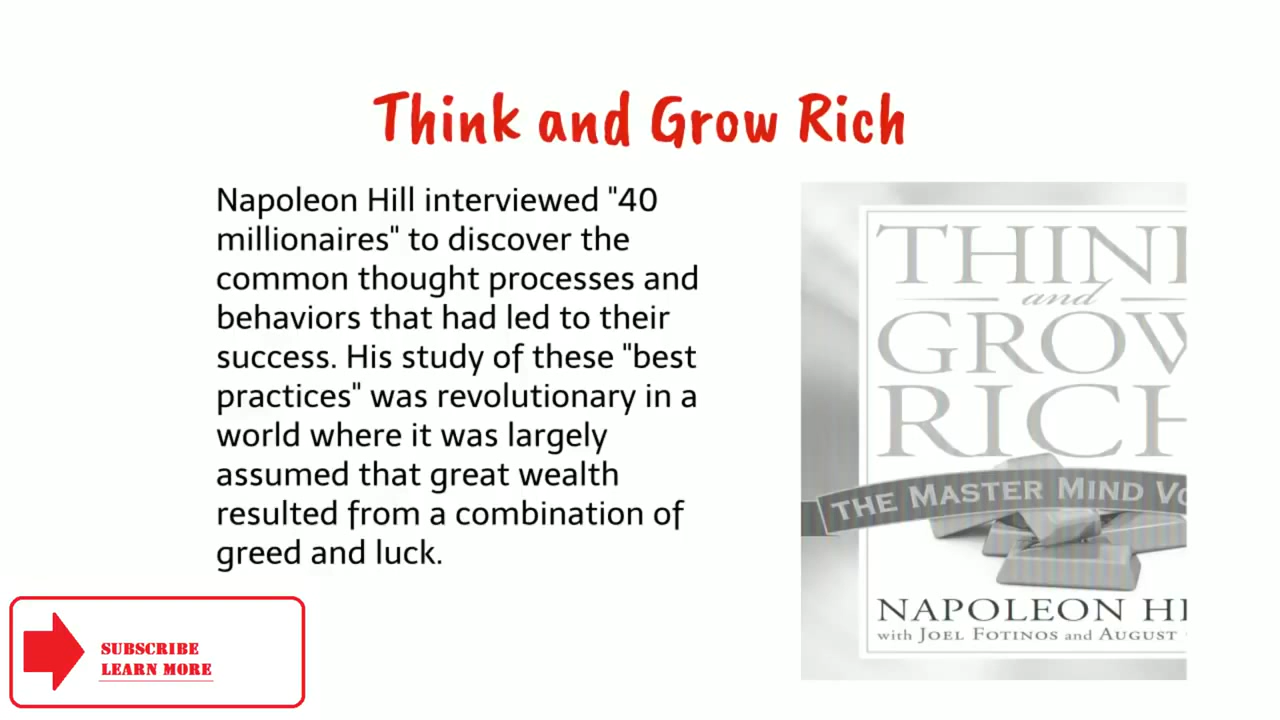 Think and Grow Rich
Napoleon Hill interviewed "40
millionaires" to discover the
common thought processes and
behaviors that had led to their
success. His study of these "best
practices" was revolutionary in a
world where it was largely
assumed that great wealth
resulted from a combination of
greed and luck.
THIN
and
GROW
RICH
THE MASTER MIND VO
NAPOLEON HI
with JOEL FOTINOS and AUGUST
SUBSCRIBE
LEARN MORE